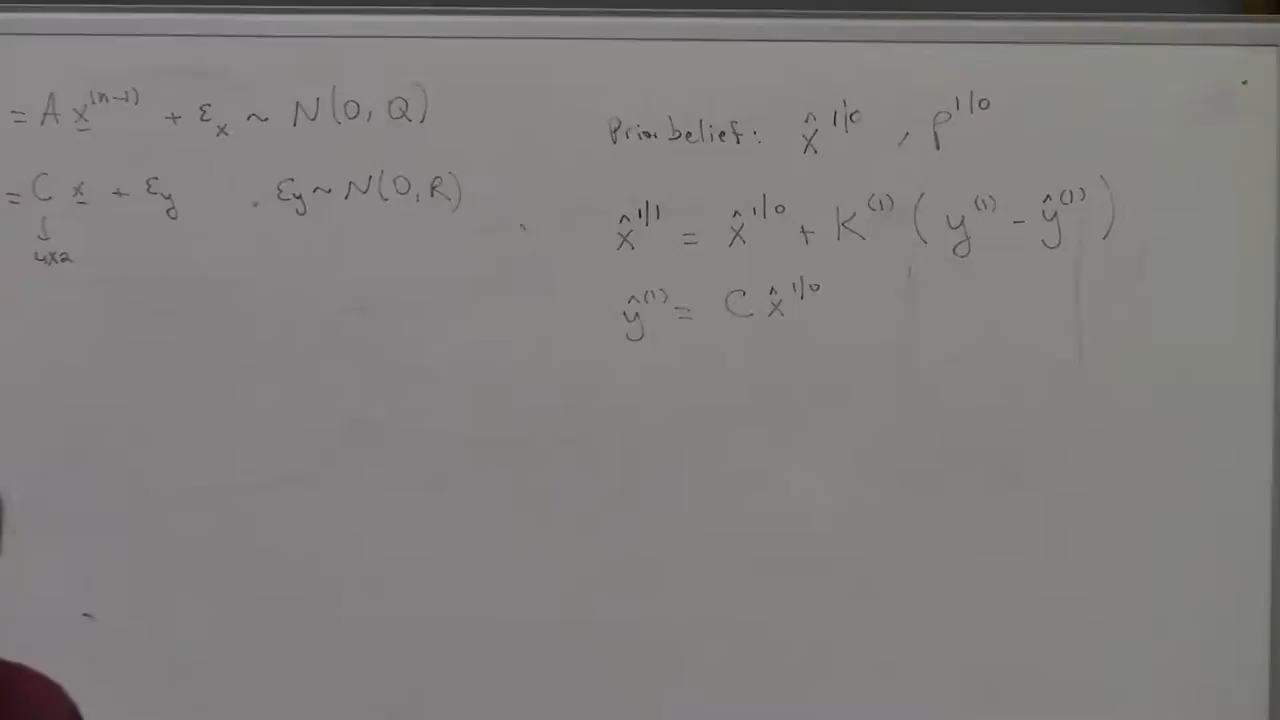 = A x̲⁽ⁿ⁻¹⁾ + εₓ ~ N(0, Q)
= C x̲ + ε_y . ε_y ~ N(0, R)
↓
4x2
Prior belief: x̂^{1|0} , P^{1|0}
x̂^{1|1} = x̂^{1|0} + K^{(1)} ( y^{(1)} - ŷ^{(1)} )
ŷ^{(1)} = C x̂^{1|0}